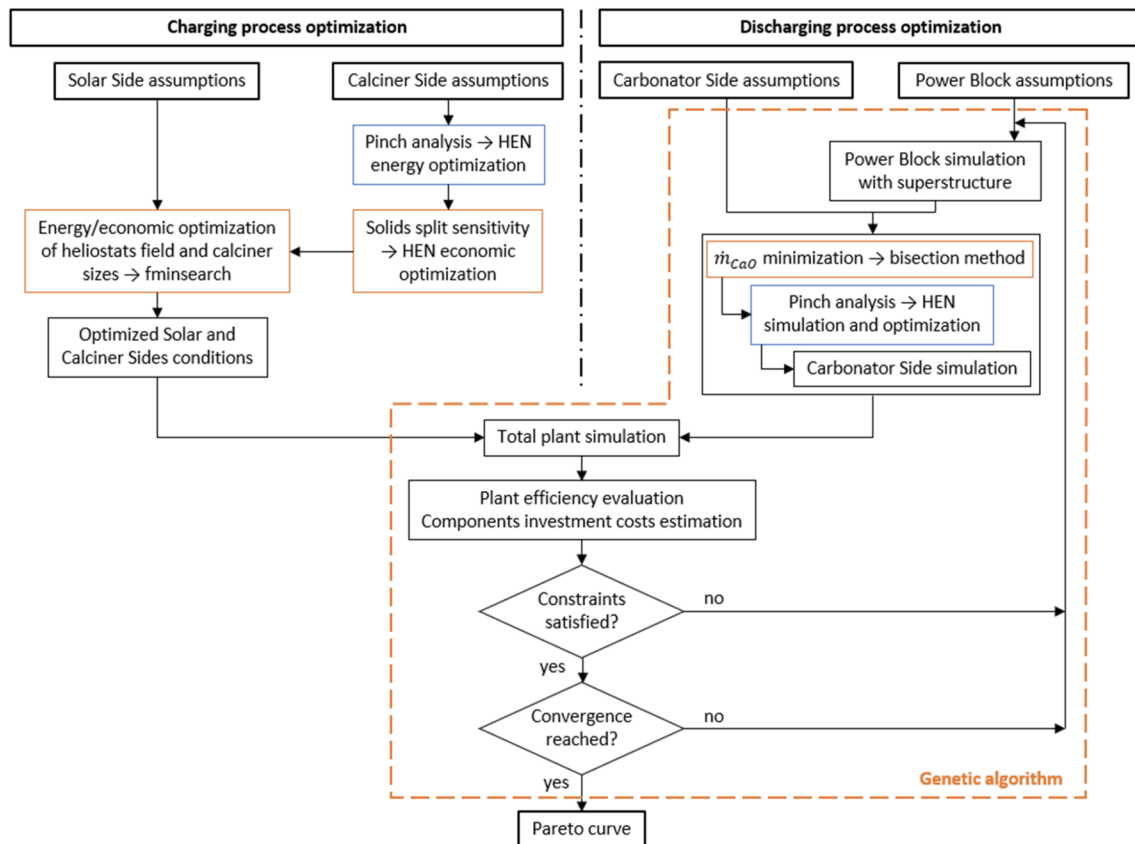 Charging process optimization
Discharging process optimization
Solar Side assumptions
Calciner Side assumptions
Carbonator Side assumptions
Power Block assumptions
Pinch analysis → HEN
energy optimization
Power Block simulation
with superstructure
Energy/economic optimization
of heliostats field and calciner
sizes → fminsearch
Solids split sensitivity
→ HEN economic
optimization
ṁCaO minimization → bisection method
Pinch analysis → HEN
simulation and optimization
Carbonator Side simulation
Optimized Solar and
Calciner Sides conditions
Total plant simulation
Plant efficiency evaluation
Components investment costs estimation
Constraints
satisfied?
no
yes
Convergence
reached?
no
yes
Genetic algorithm
Pareto curve